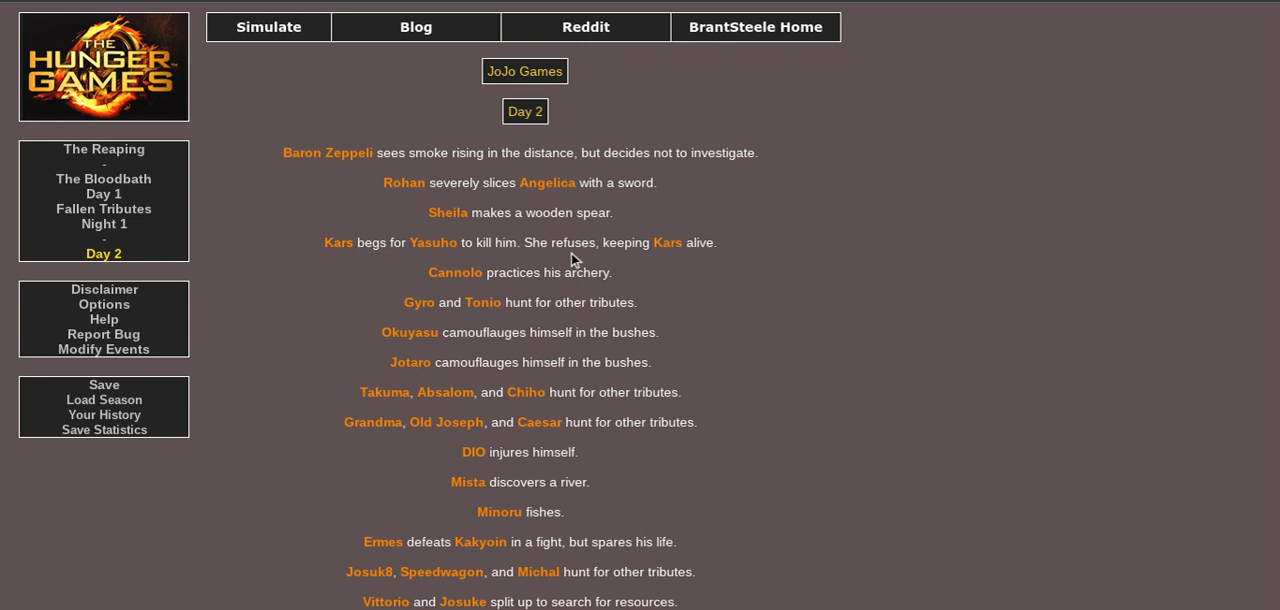 Simulate
Blog
Reddit
BrantSteele Home
THE
HUNGER
GAMES
The Reaping
-
The Bloodbath
Day 1
Fallen Tributes
Night 1
-
Day 2
Disclaimer
Options
Help
Report Bug
Modify Events
Save
Load Season
Your History
Save Statistics
JoJo Games
Day 2
Baron Zeppeli sees smoke rising in the distance, but decides not to investigate.
Rohan severely slices Angelica with a sword.
Sheila makes a wooden spear.
Kars begs for Yasuho to kill him. She refuses, keeping Kars alive.
Cannolo practices his archery.
Gyro and Tonio hunt for other tributes.
Okuyasu camouflauges himself in the bushes.
Jotaro camouflauges himself in the bushes.
Takuma, Absalom, and Chiho hunt for other tributes.
Grandma, Old Joseph, and Caesar hunt for other tributes.
DIO injures himself.
Mista discovers a river.
Minoru fishes.
Ermes defeats Kakyoin in a fight, but spares his life.
Josuk8, Speedwagon, and Michal hunt for other tributes.
Vittorio and Josuke split up to search for resources.